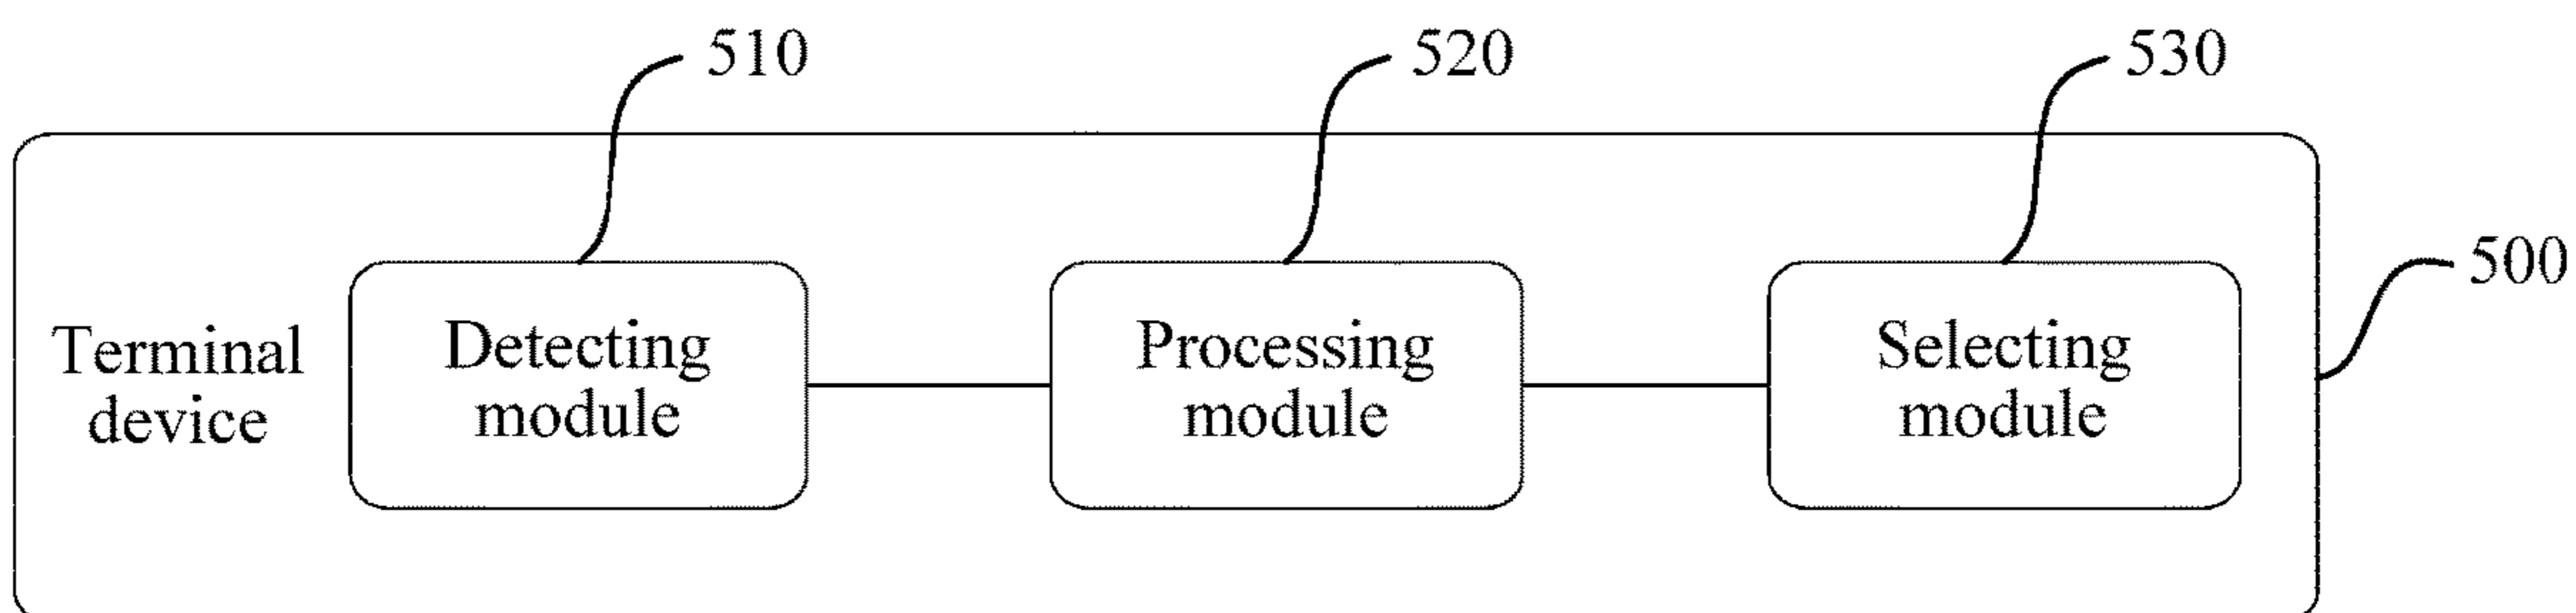 510
520
530
500
Terminal
device
Detecting
module
Processing
module
Selecting
module